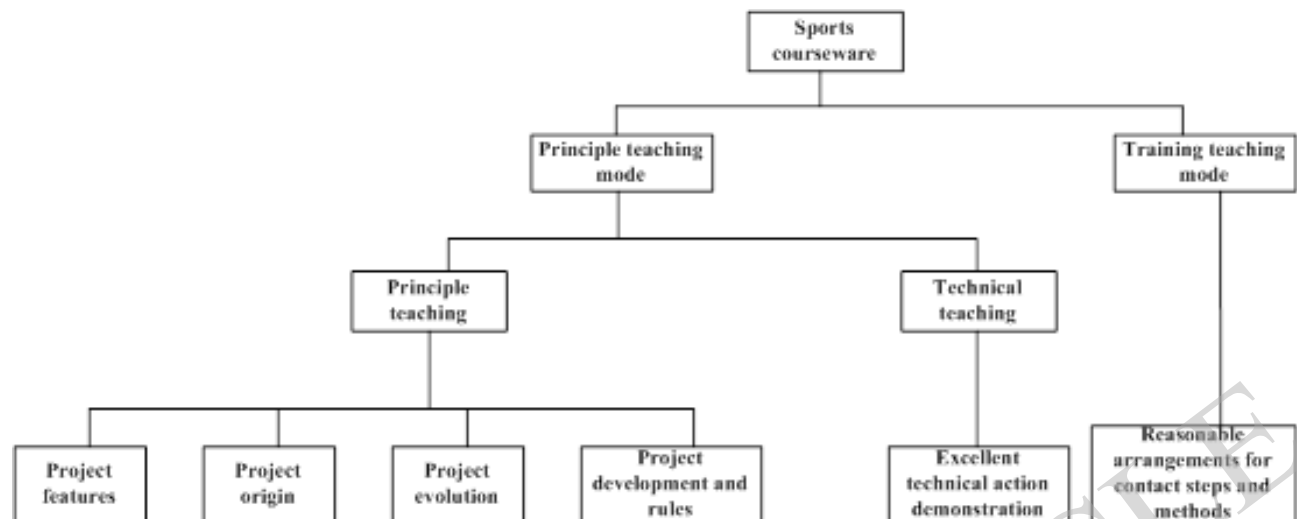 Sports
courseware
Principle teaching
mode
Training teaching
mode
Principle
teaching
Technical
teaching
Project
features
Project
origin
Project
evolution
Project
development and
rules
Excellent
technical action
demonstration
Reasonable
arrangements for
contact steps and
methods